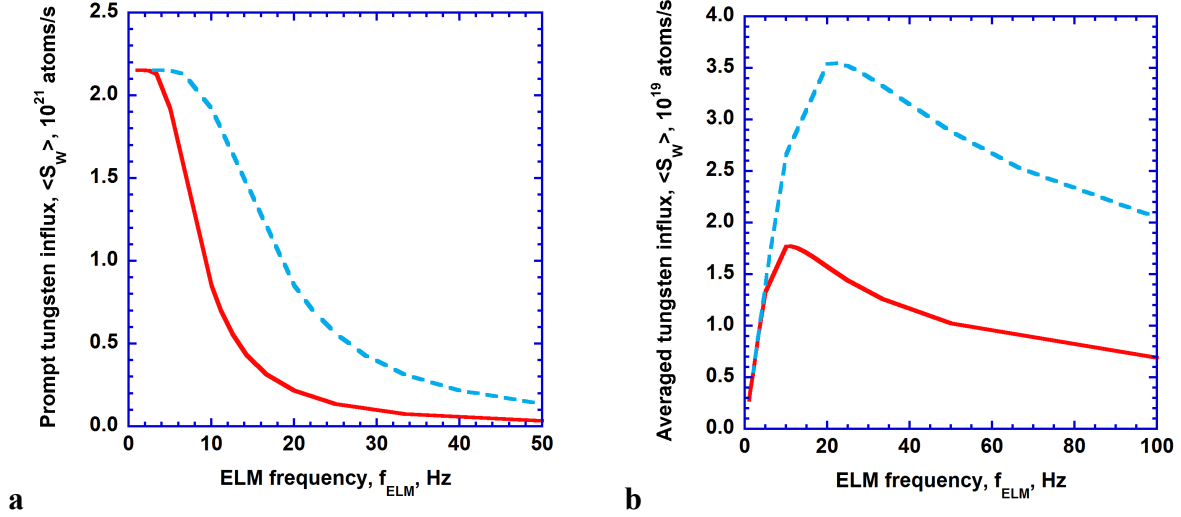 Prompt tungsten influx, <S_W>, 10^21 atoms/s
2.5
2.0
1.5
1.0
0.5
0.0
0 10 20 30 40 50
ELM frequency, f_ELM, Hz
a
Averaged tungsten influx, <S_W>, 10^19 atoms/s
4.0
3.5
3.0
2.5
2.0
1.5
1.0
0.5
0.0
0 20 40 60 80 100
ELM frequency, f_ELM, Hz
b